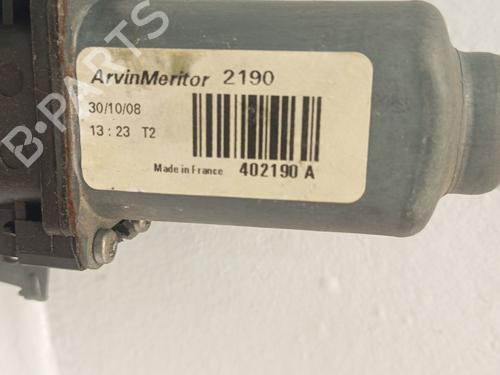 ArvinMeritor 2190
30/10/08
13 : 23 T2
Made in France 402190 A
B-PARTS